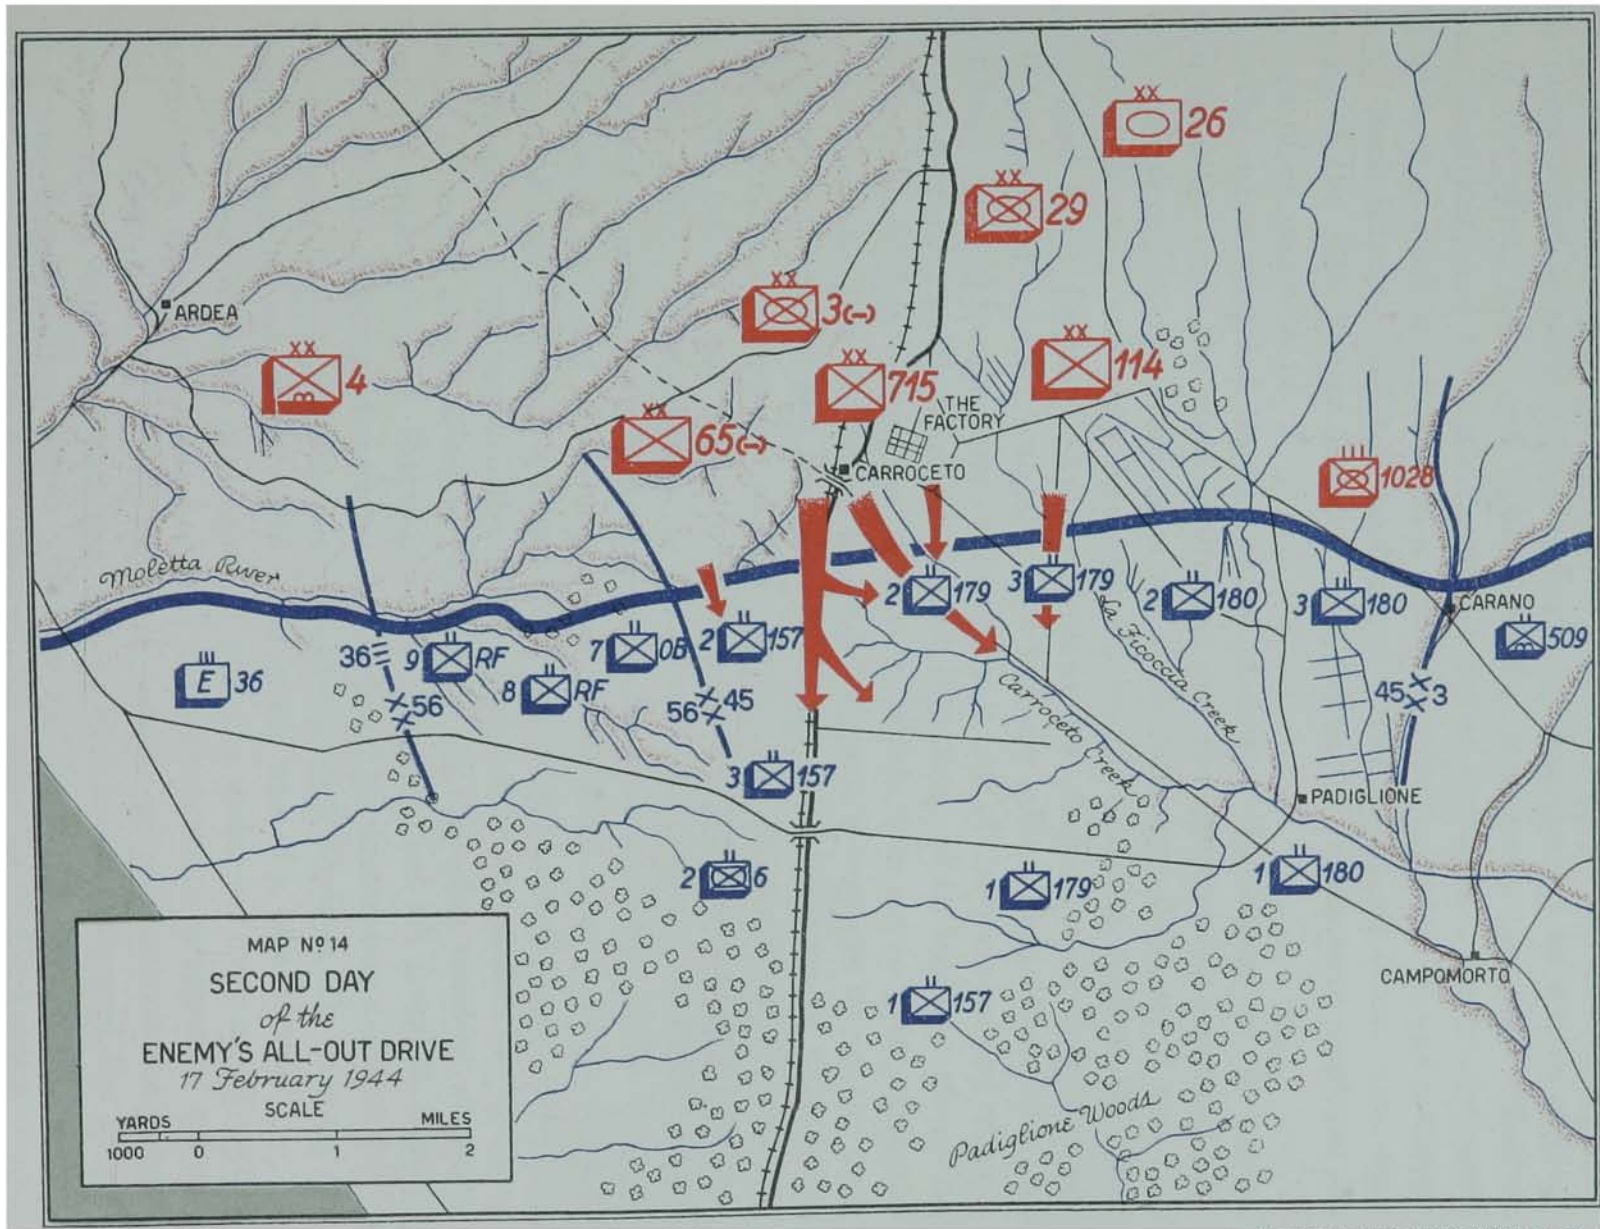 26
29
ARDEA
3(-)
4
715
114
THE
FACTORY
65(-)
CARROCETO
1028
Moletta River
2 179
3 179
2 180
3 180
La Ficoccia Creek
CARANO
509
36
9 RF
7 OB
2 157
E 36
8 RF
56
56 45
45 3
Carroceto Creek
3 157
PADIGLIONE
2 6
1 179
1 180
CAMPOMORTO
1 157
Padiglione Woods
MAP Nº 14
SECOND DAY
of the
ENEMY'S ALL-OUT DRIVE
17 February 1944
SCALE
YARDS MILES
1000 0 1 2